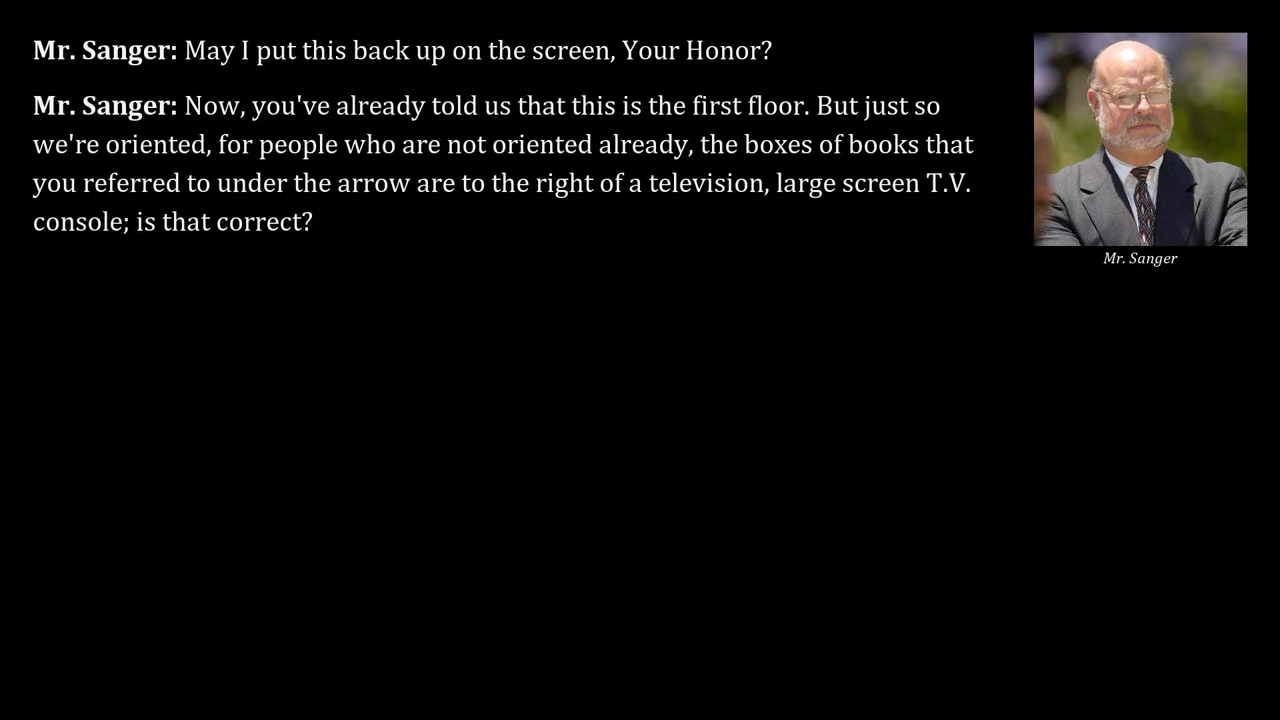 Mr. Sanger: May I put this back up on the screen, Your Honor?
Mr. Sanger: Now, you've already told us that this is the first floor. But just so
we're oriented, for people who are not oriented already, the boxes of books that
you referred to under the arrow are to the right of a television, large screen T.V.
console; is that correct?
Mr. Sanger